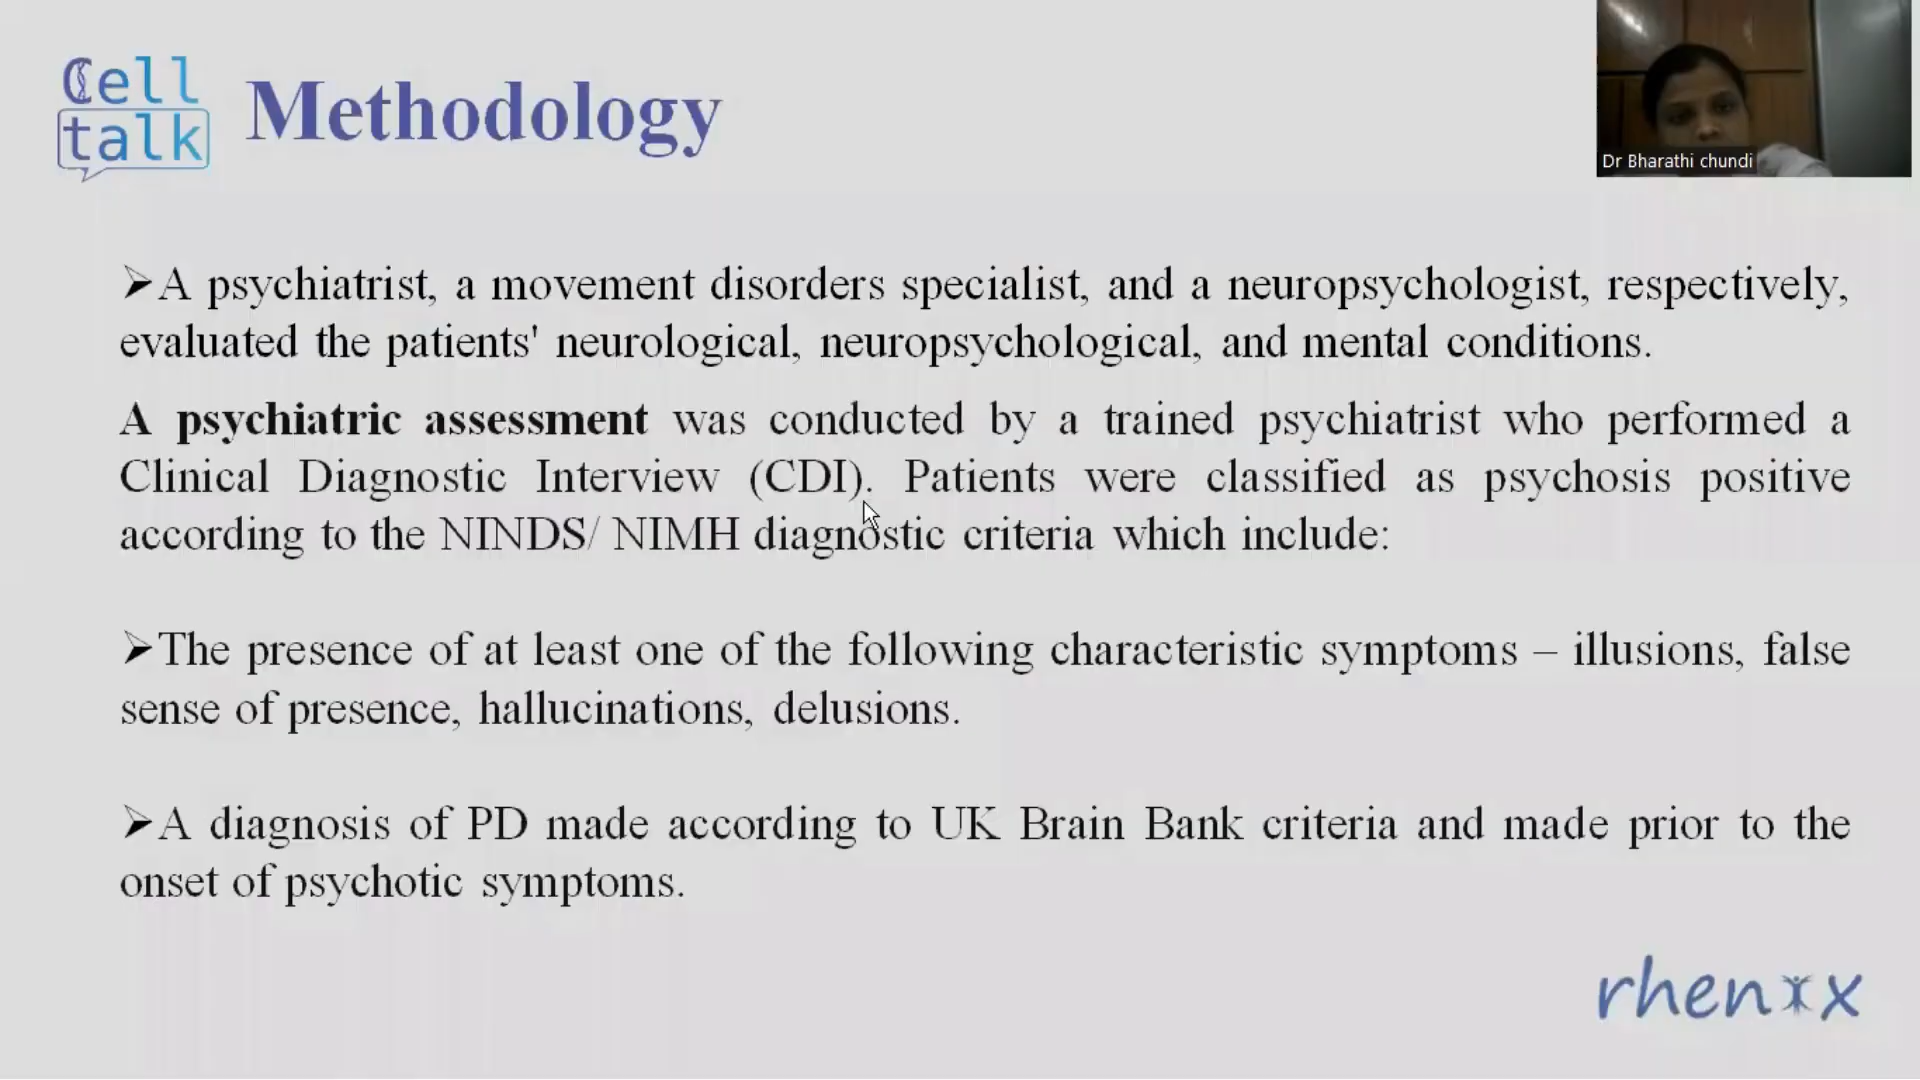 Cell
talk
Methodology
Dr Bharathi chundi
➢A psychiatrist, a movement disorders specialist, and a neuropsychologist, respectively,
evaluated the patients' neurological, neuropsychological, and mental conditions.
A psychiatric assessment was conducted by a trained psychiatrist who performed a
Clinical Diagnostic Interview (CDI). Patients were classified as psychosis positive
according to the NINDS/ NIMH diagnostic criteria which include:
➢The presence of at least one of the following characteristic symptoms – illusions, false
sense of presence, hallucinations, delusions.
➢A diagnosis of PD made according to UK Brain Bank criteria and made prior to the
onset of psychotic symptoms.
rhenix